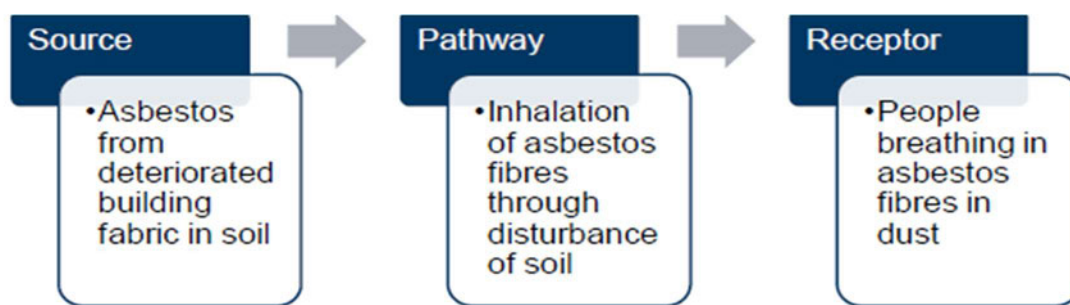 Source
•Asbestos
from
deteriorated
building
fabric in soil
Pathway
•Inhalation
of asbestos
fibres
through
disturbance
of soil
Receptor
•People
breathing in
asbestos
fibres in
dust